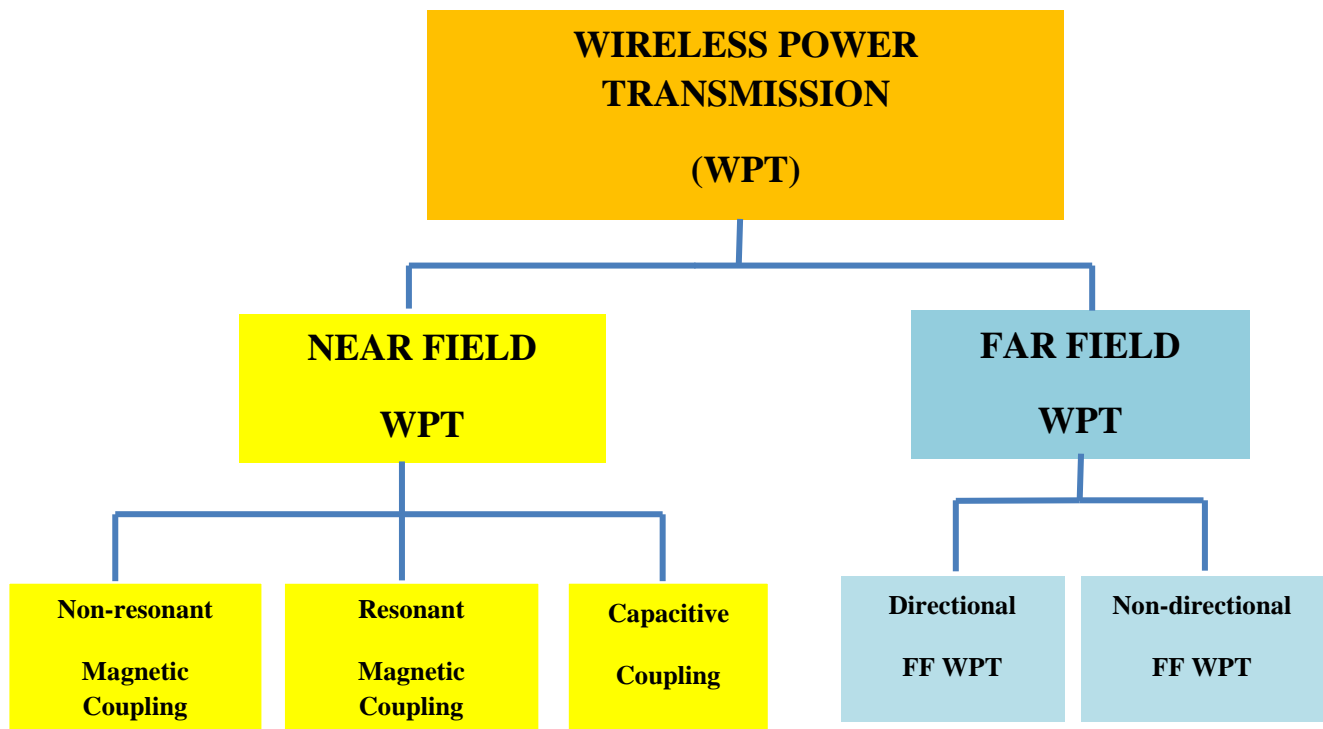 WIRELESS POWER
TRANSMISSION
(WPT)
NEAR FIELD
WPT
FAR FIELD
WPT
Non-resonant
Magnetic
Coupling
Resonant
Magnetic
Coupling
Capacitive
Coupling
Directional
FF WPT
Non-directional
FF WPT